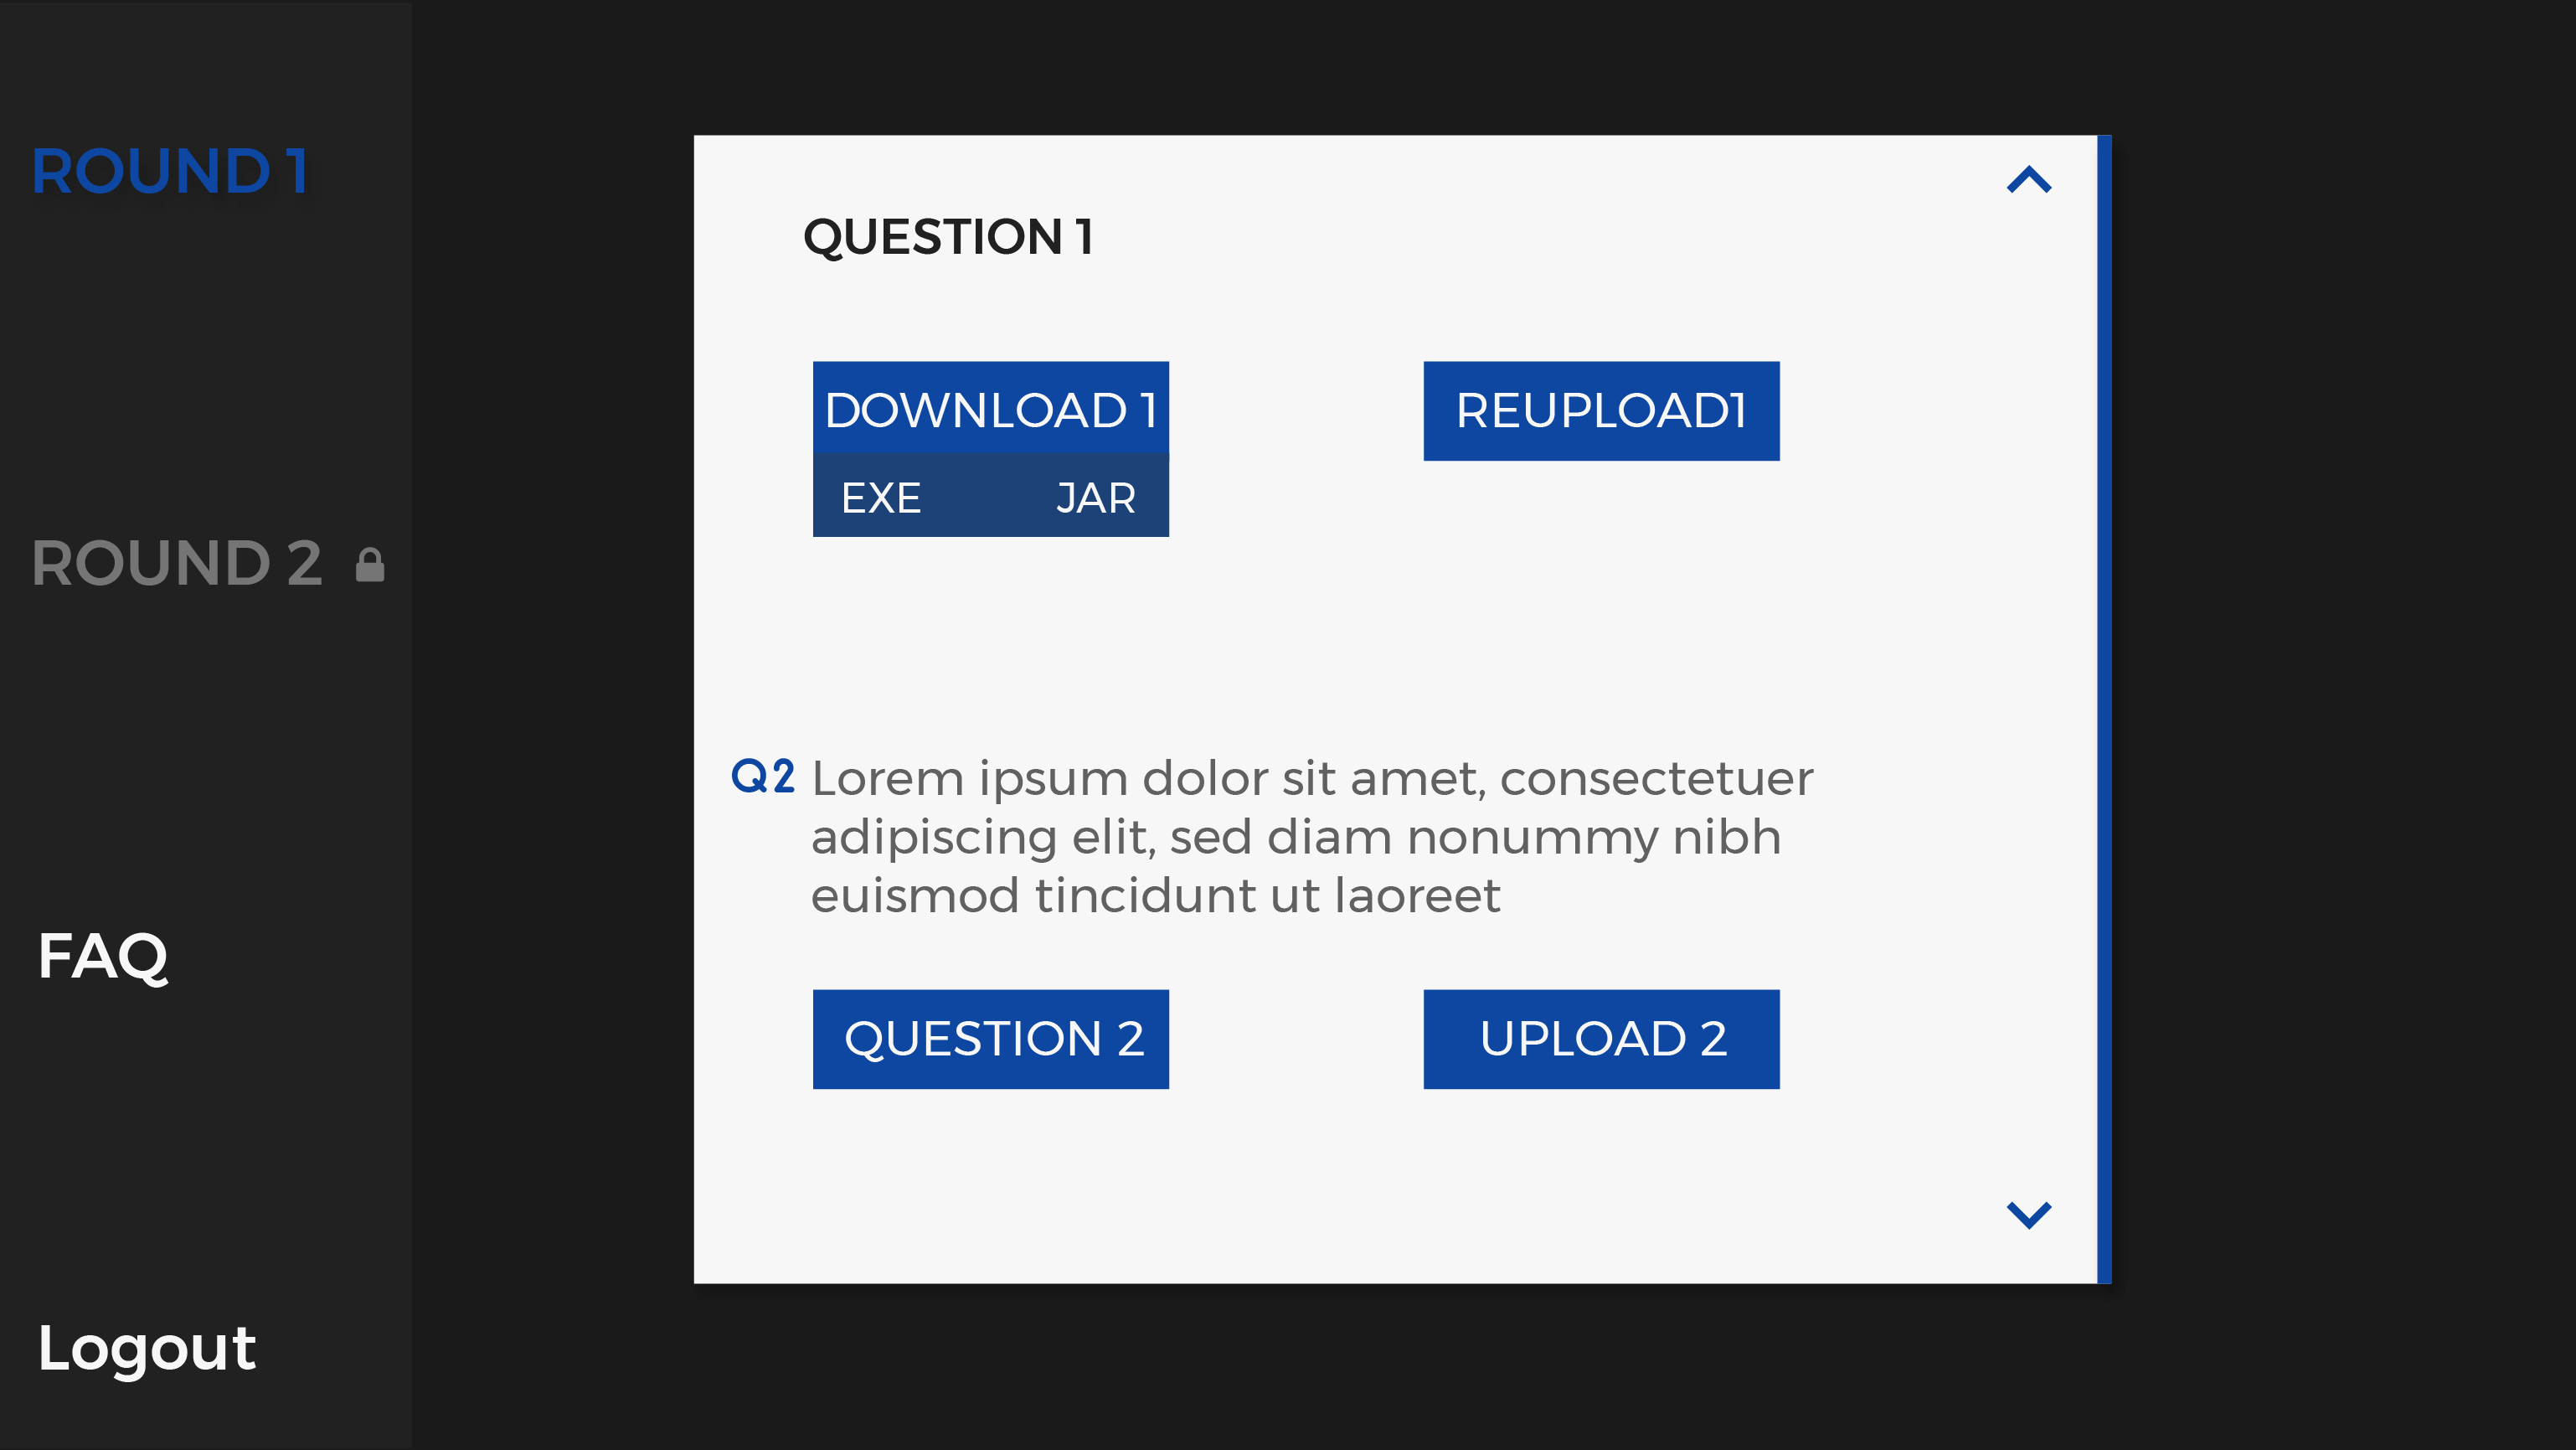 ROUND 1
ROUND 2
FAQ
Logout
QUESTION 1
DOWNLOAD 1
EXE JAR
REUPLOAD1
Q2 Lorem ipsum dolor sit amet, consectetuer
adipiscing elit, sed diam nonummy nibh
euismod tincidunt ut laoreet
QUESTION 2
UPLOAD 2